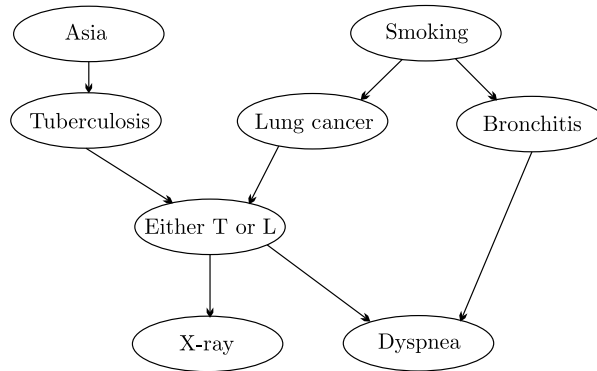 Asia
Smoking
Tuberculosis
Lung cancer
Bronchitis
Either T or L
X-ray
Dyspnea